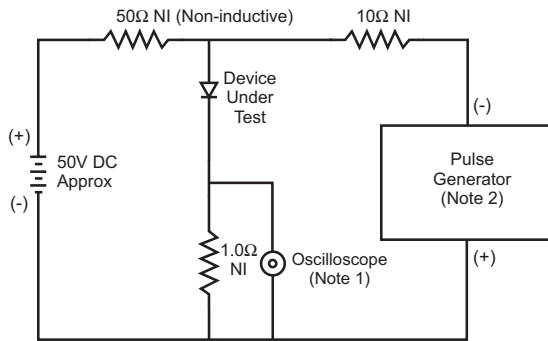 50Ω NI (Non-inductive)
10Ω NI
Device
Under
Test
(-)
(+)
50V DC
Approx
(-)
Pulse
Generator
(Note 2)
1.0Ω
NI
Oscilloscope
(Note 1)
(+)